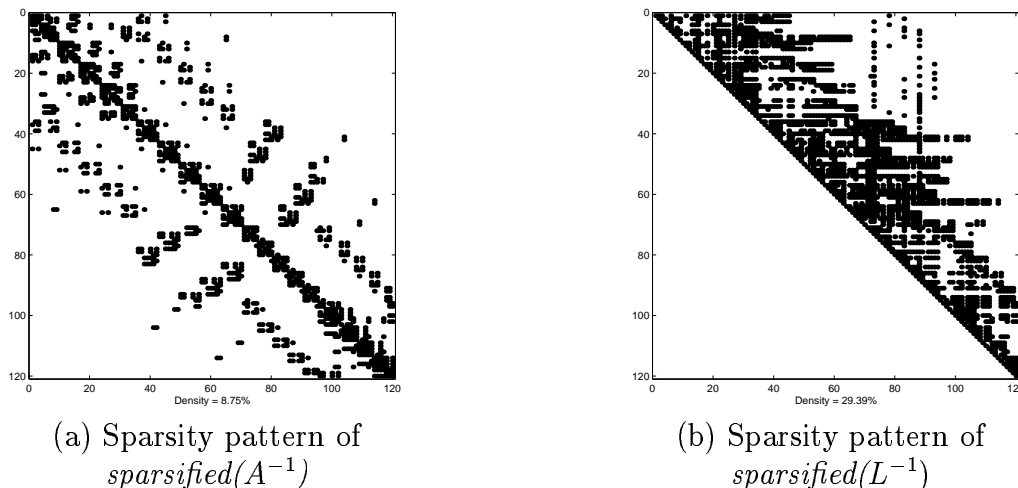 0
20
40
60
80
100
120
0 20 40 60 80 100 120
Density = 8.75%
(a) Sparsity pattern of
sparsified(A⁻¹)
0
20
40
60
80
100
120
0 20 40 60 80 100 120
Density = 29.39%
(b) Sparsity pattern of
sparsified(L⁻¹)